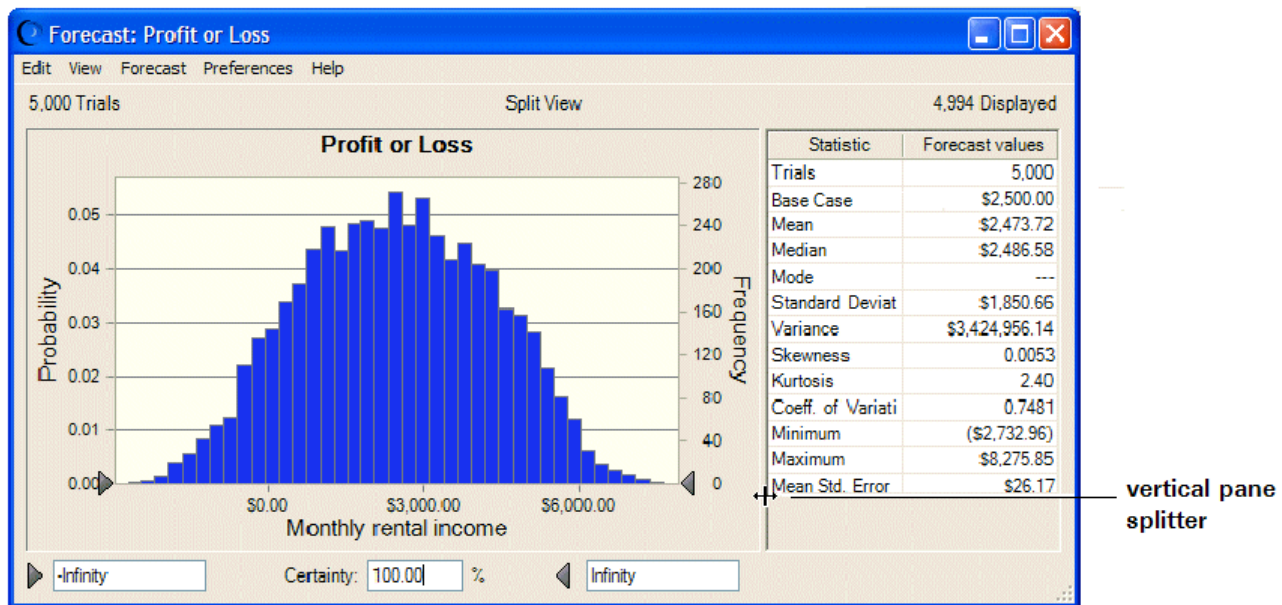 Forecast: Profit or Loss
Edit View Forecast Preferences Help
5,000 Trials Split View 4,994 Displayed
Profit or Loss
Probability
0.05
0.04
0.03
0.02
0.01
0.00
280
240
200
160
120
80
40
0
Frequency
$0.00 $3,000.00 $6,000.00
Monthly rental income
Statistic Forecast values
Trials 5,000
Base Case $2,500.00
Mean $2,473.72
Median $2,486.58
Mode ---
Standard Deviat $1,850.66
Variance $3,424,956.14
Skewness 0.0053
Kurtosis 2.40
Coeff. of Variati 0.7481
Minimum ($2,732.96)
Maximum $8,275.85
Mean Std. Error $26.17
vertical pane
splitter
-Infinity Certainty: 100.00 % Infinity